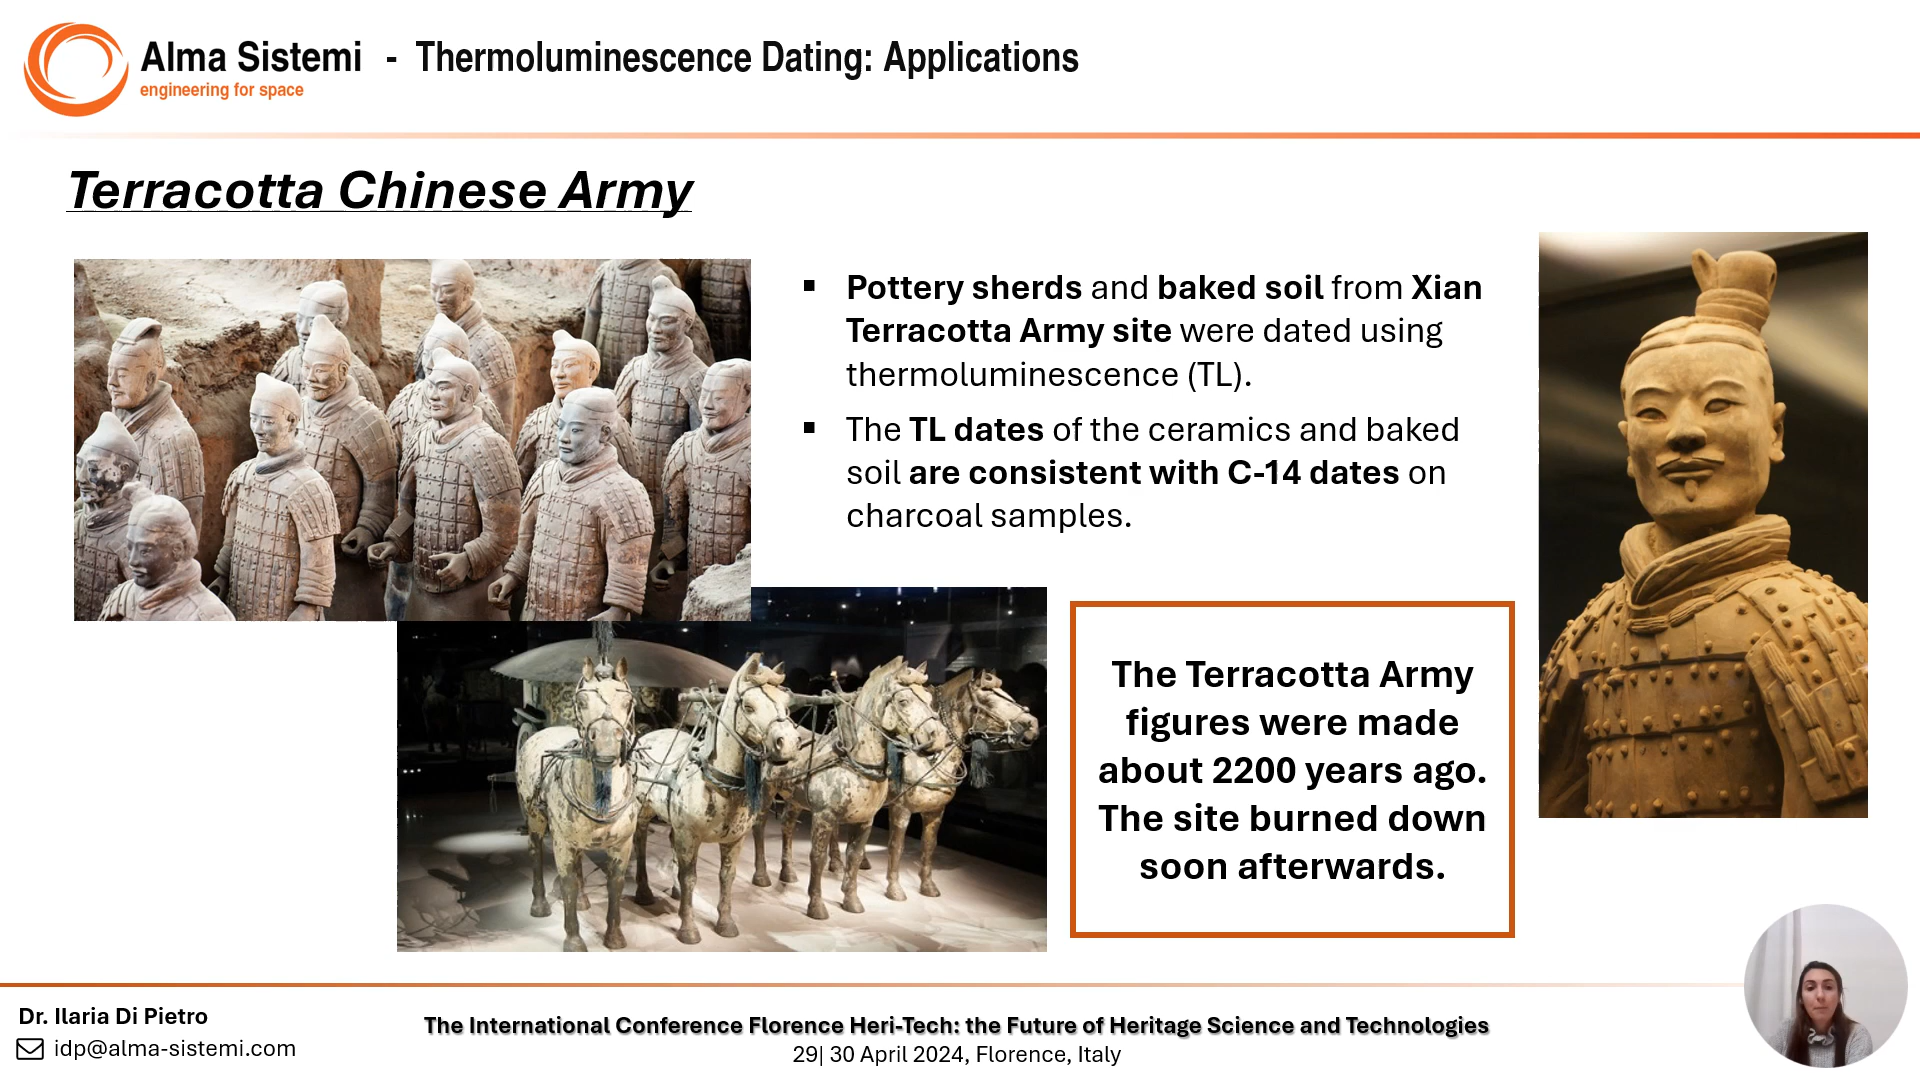 Alma Sistemi - Thermoluminescence Dating: Applications
engineering for space
Terracotta Chinese Army
▪ Pottery sherds and baked soil from Xian
Terracotta Army site were dated using
thermoluminescence (TL).
▪ The TL dates of the ceramics and baked
soil are consistent with C-14 dates on
charcoal samples.
The Terracotta Army
figures were made
about 2200 years ago.
The site burned down
soon afterwards.
Dr. Ilaria Di Pietro
idp@alma-sistemi.com
The International Conference Florence Heri-Tech: the Future of Heritage Science and Technologies
29| 30 April 2024, Florence, Italy